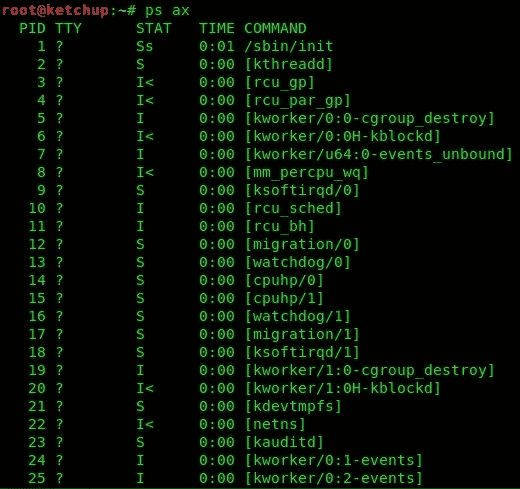 root@ketchup:~# ps ax
  PID TTY      STAT   TIME COMMAND
    1 ?        Ss     0:01 /sbin/init
    2 ?        S      0:00 [kthreadd]
    3 ?        I<     0:00 [rcu_gp]
    4 ?        I<     0:00 [rcu_par_gp]
    5 ?        I      0:00 [kworker/0:0-cgroup_destroy]
    6 ?        I<     0:00 [kworker/0:0H-kblockd]
    7 ?        I      0:00 [kworker/u64:0-events_unbound]
    8 ?        I<     0:00 [mm_percpu_wq]
    9 ?        S      0:00 [ksoftirqd/0]
   10 ?        I      0:00 [rcu_sched]
   11 ?        I      0:00 [rcu_bh]
   12 ?        S      0:00 [migration/0]
   13 ?        S      0:00 [watchdog/0]
   14 ?        S      0:00 [cpuhp/0]
   15 ?        S      0:00 [cpuhp/1]
   16 ?        S      0:00 [watchdog/1]
   17 ?        S      0:00 [migration/1]
   18 ?        S      0:00 [ksoftirqd/1]
   19 ?        I      0:00 [kworker/1:0-cgroup_destroy]
   20 ?        I<     0:00 [kworker/1:0H-kblockd]
   21 ?        S      0:00 [kdevtmpfs]
   22 ?        I<     0:00 [netns]
   23 ?        S      0:00 [kauditd]
   24 ?        I      0:00 [kworker/0:1-events]
   25 ?        I      0:00 [kworker/0:2-events]